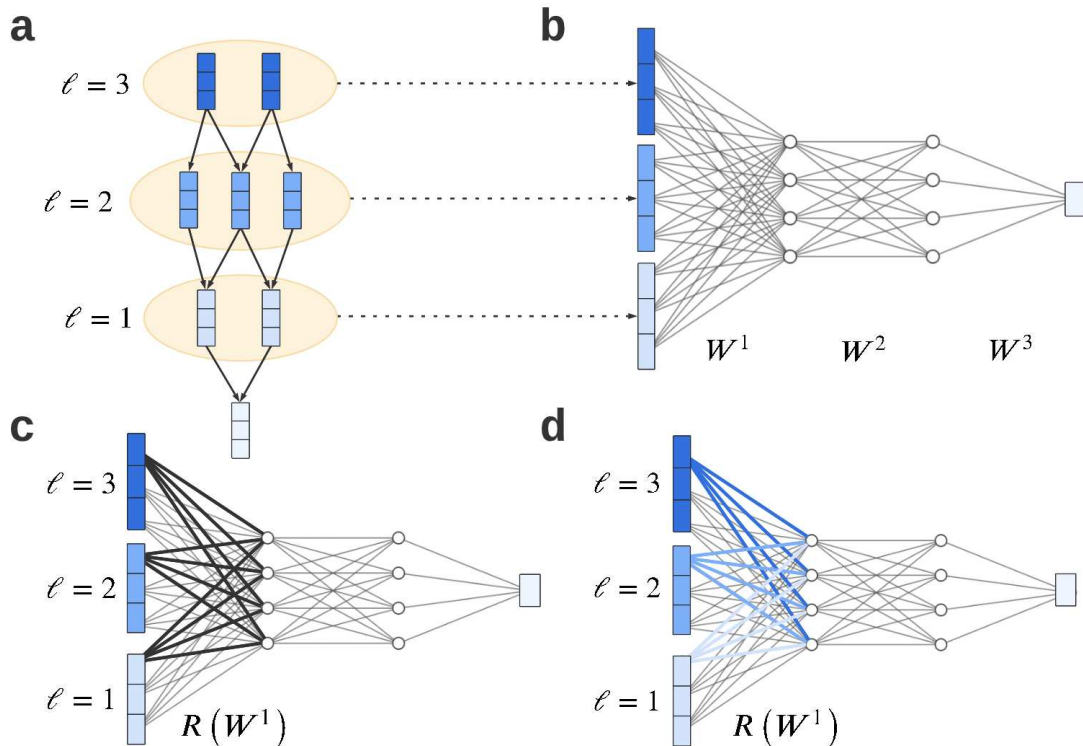 a
ℓ = 3
ℓ = 2
ℓ = 1
b
W¹ W² W³
c
ℓ = 3
ℓ = 2
ℓ = 1
R (W¹)
d
ℓ = 3
ℓ = 2
ℓ = 1
R (W¹)